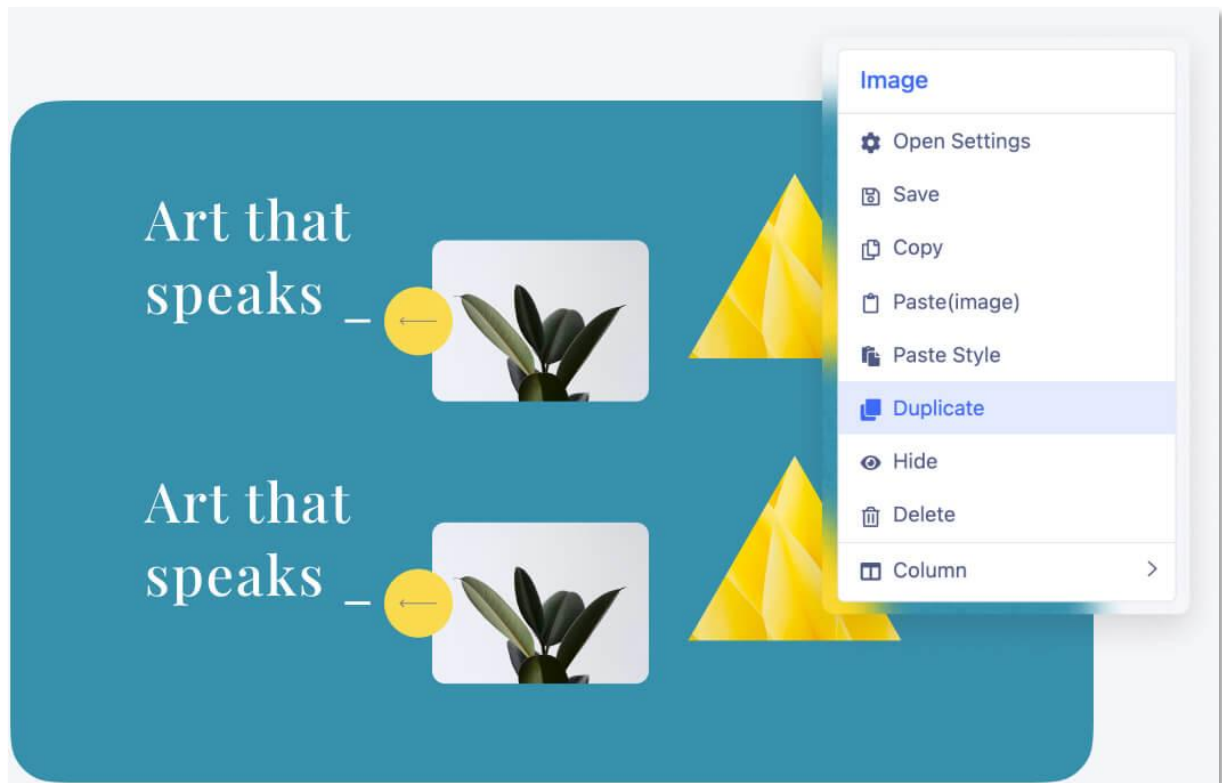 Art that
speaks _
Art that
speaks _
Image
Open Settings
Save
Copy
Paste(image)
Paste Style
Duplicate
Hide
Delete
Column